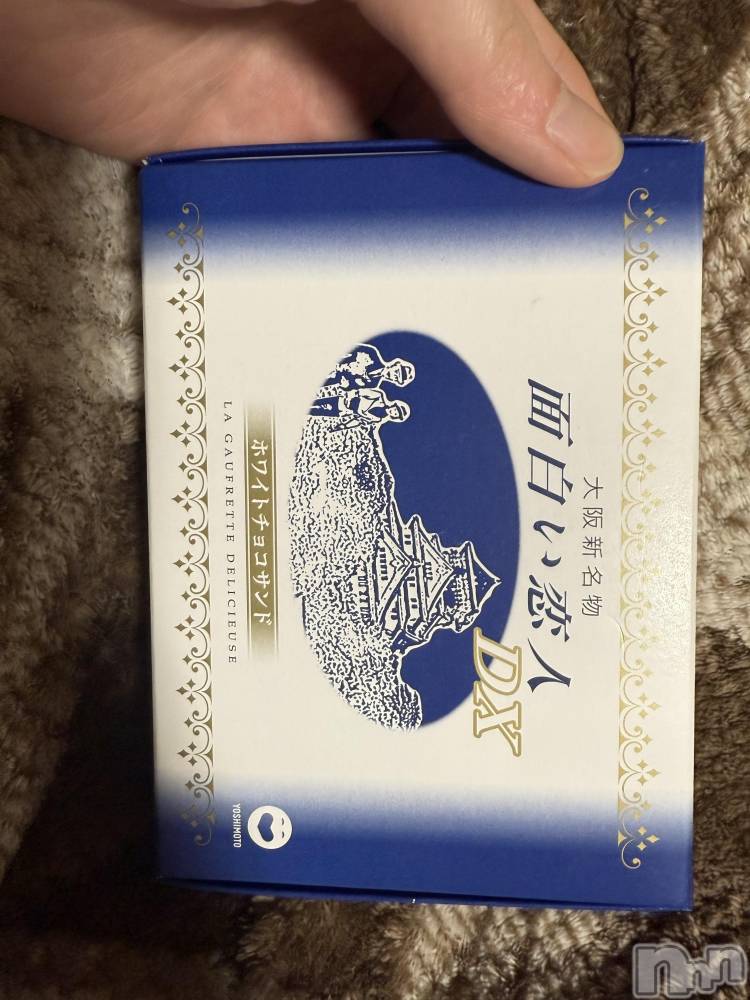 大阪新名物
面白い恋人
DX
ホワイトチョコサンド
LA GAUFRETTE DELICIEUSE
YOSHIMOTO
nnn